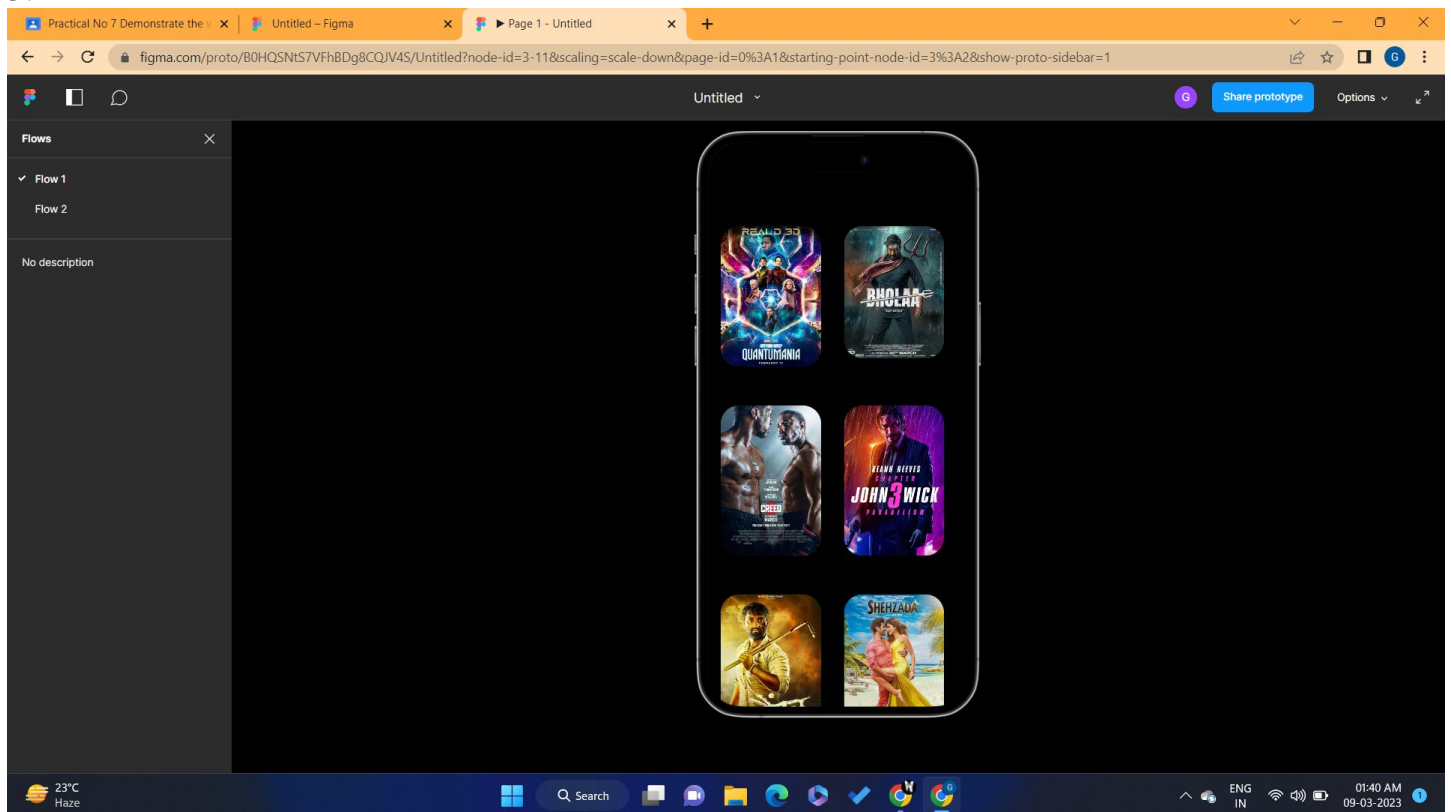 Practical No 7 Demonstrate the v
Untitled – Figma
Page 1 - Untitled
figma.com/proto/B0HQSNtS7VFhBDg8CQJV4S/Untitled?node-id=3-11&scaling=scale-down&page-id=0%3A1&starting-point-node-id=3%3A2&show-proto-sidebar=1
G
Untitled
G
Share prototype
Options
Flows
Flow 1
Flow 2
No description
REAL D 3D
QUANTUMANIA
BHOLAA
CREED
KEANU REEVES
CHAPTER
JOHN 3 WICK
PARABELLUM
SHEHZADA
23°C
Haze
Search
ENG
IN
01:40 AM
09-03-2023
1